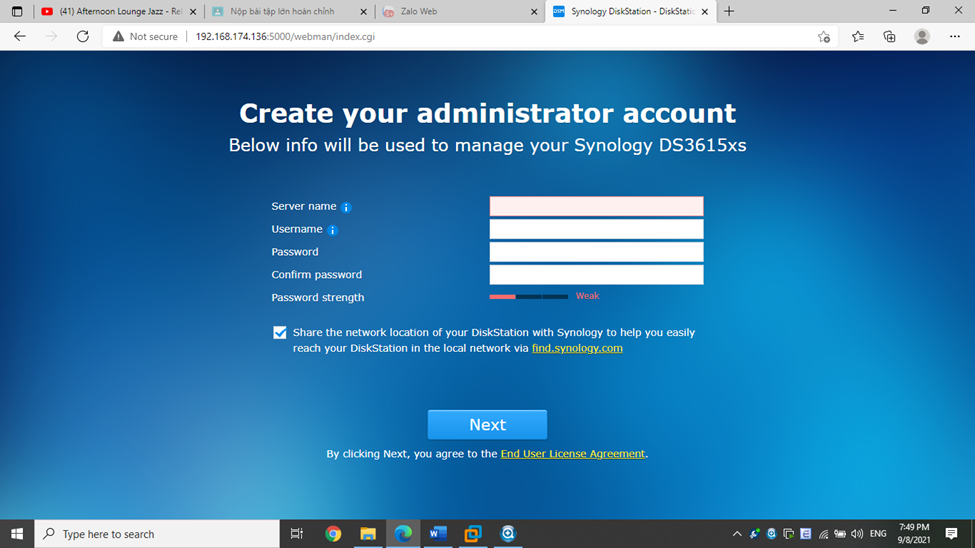 (41) Afternoon Lounge Jazz - Rel
Nộp bài tập lớn hoàn chỉnh
Zalo Web
DSM
Synology DiskStation - DiskStatic
Not secure
192.168.174.136:5000/webman/index.cgi
Create your administrator account
Below info will be used to manage your Synology DS3615xs
Server name
Username
Password
Confirm password
Password strength
Weak
Share the network location of your DiskStation with Synology to help you easily
reach your DiskStation in the local network via find.synology.com
Next
By clicking Next, you agree to the End User License Agreement.
Type here to search
ENG
7:49 PM
9/8/2021